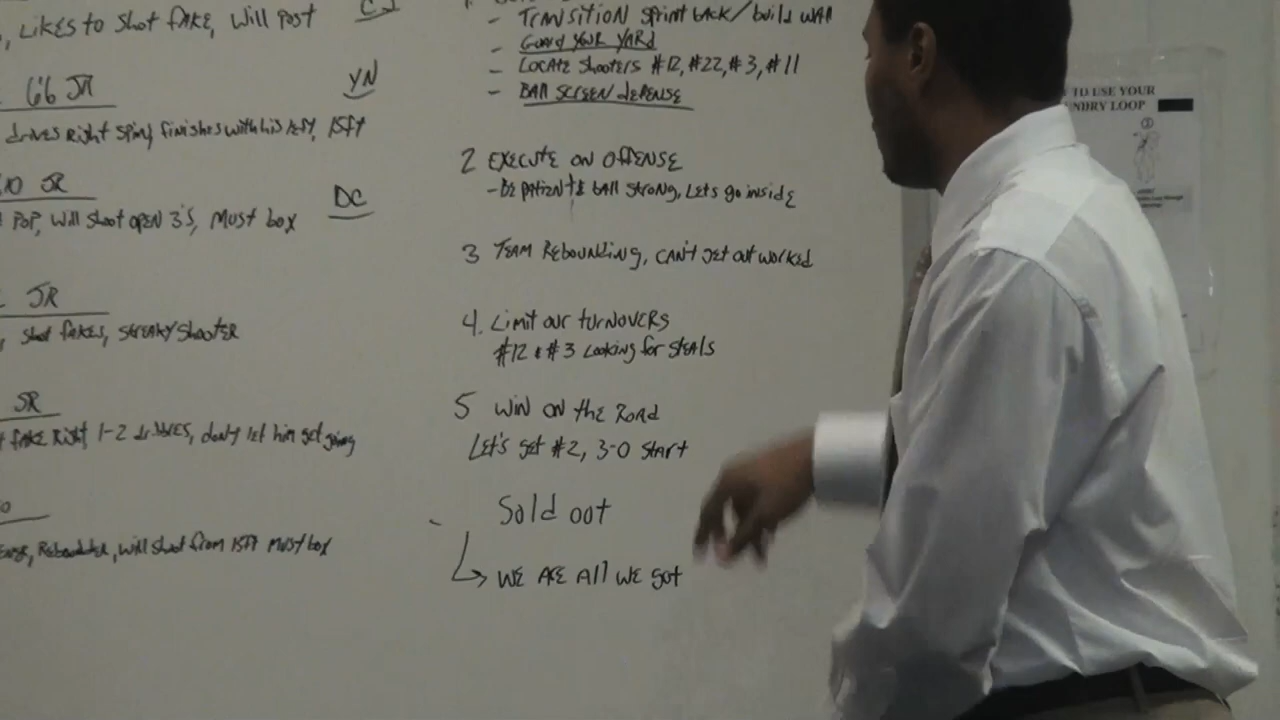 , LIKES to SHOT FAKE, Will Post
6'6 JR
YN
drives Right spins finishes with his left, 15ft
JR
DC
POP, Will Shoot OPEN 3's, Must box
JR
shot fakes, streaky shooter
SR
FAKE Right 1-2 dribbles, don't let him get going
Rebounder, will shoot from 15ft Must box
- TRANSITION Sprint BACK/build WALL
- Guard Your YARD
- LOCATE Shooters #12, #22, #3, #11
- BALL SCREEN dEFENSE
2 EXECUTE ON OFFENSE
- BE PAtiENt & ball Strong, Lets go inside
3 TEAM REBOUNDING, CAN't get out worked
4. Limit our turnovers
#12 & #3 Looking for STEALS
5 WIN ON the ROAD
Let's get #2, 3-0 START
Sold out
WE ARE All WE got
TO USE YOUR
NDRY LOOP